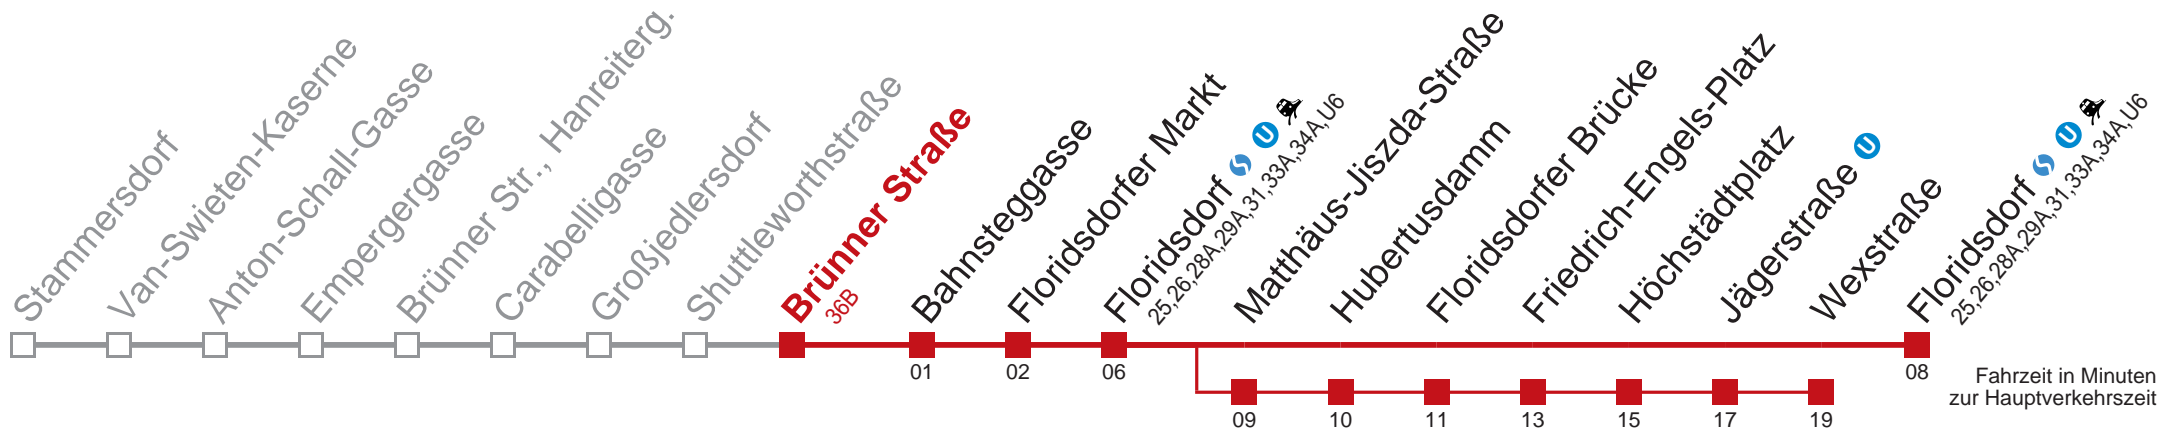 Stammersdorf
Van-Swieten-Kaserne
Anton-Schall-Gasse
Empergergasse
Brünner Str., Hanreiterg.
Carabelligasse
Großjedlersdorf
Shuttleworthstraße
Brünner Straße
36B
Bahnsteggasse
Floridsdorfer Markt
Floridsdorf S U
25,26,28A,29A,31,33A,34A,U6
Matthäus-Jiszda-Straße
Hubertusdamm
Floridsdorfer Brücke
Friedrich-Engels-Platz
Höchstädtplatz
Jägerstraße U
Wexstraße
Floridsdorf S U
25,26,28A,29A,31,33A,34A,U6
01 02 06 08
09 10 11 13 15 17 19
Fahrzeit in Minuten
zur Hauptverkehrszeit